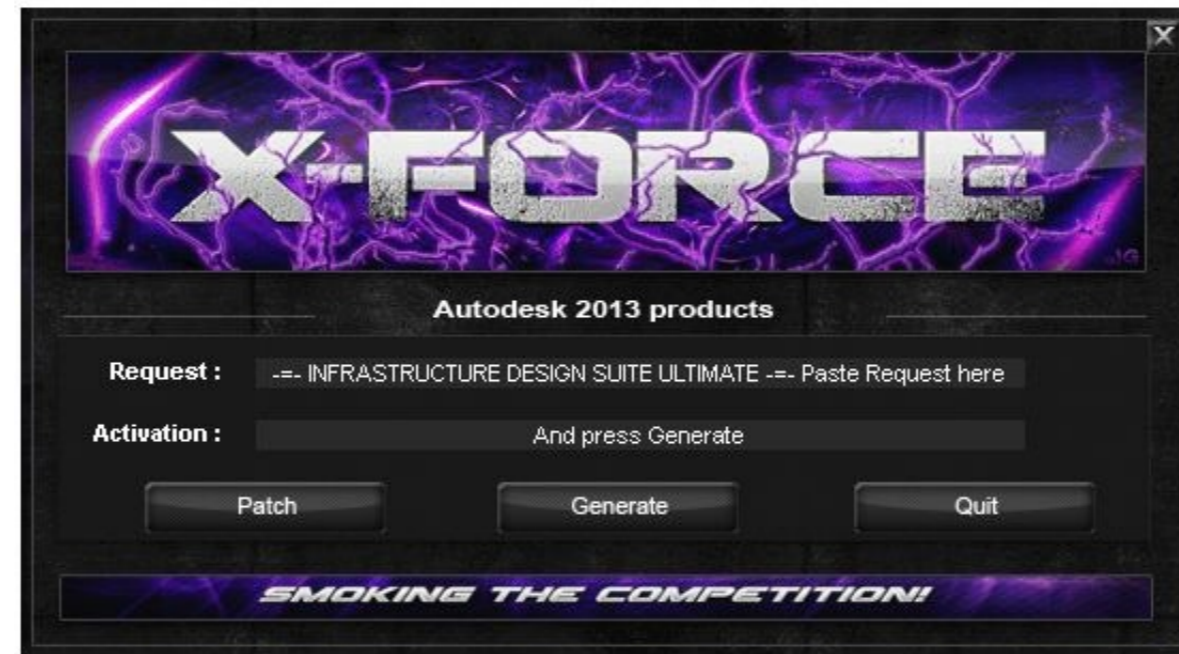 X
X-FORCE
JG
Autodesk 2013 products
Request : -=- INFRASTRUCTURE DESIGN SUITE ULTIMATE -=- Paste Request here
Activation : And press Generate
Patch Generate Quit
SMOKING THE COMPETITION!